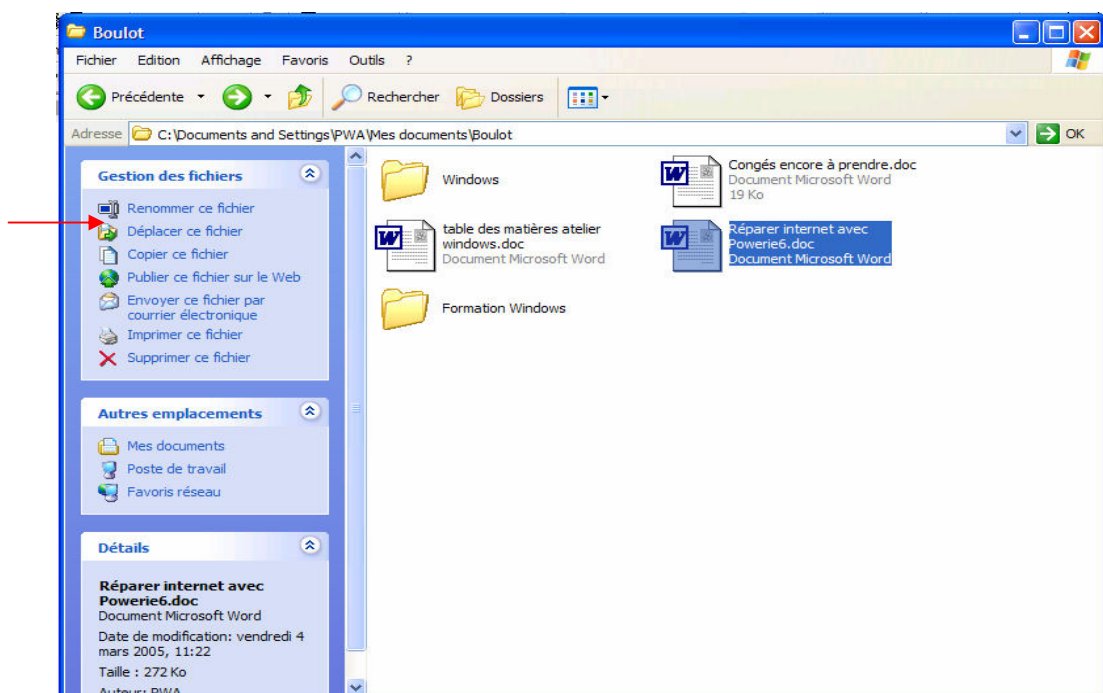 Boulot
Fichier Edition Affichage Favoris Outils ?
Précédente Rechercher Dossiers
Adresse C:\Documents and Settings\PWA\Mes documents\Boulot OK
Gestion des fichiers
Renommer ce fichier
Déplacer ce fichier
Copier ce fichier
Publier ce fichier sur le Web
Envoyer ce fichier par
courrier électronique
Imprimer ce fichier
Supprimer ce fichier
Autres emplacements
Mes documents
Poste de travail
Favoris réseau
Détails
Réparer internet avec
Powerie6.doc
Document Microsoft Word
Date de modification: vendredi 4
mars 2005, 11:22
Taille : 272 Ko
Auteur: PWA
Windows
Congés encore à prendre.doc
Document Microsoft Word
19 Ko
table des matières atelier
windows.doc
Document Microsoft Word
Réparer internet avec
Powerie6.doc
Document Microsoft Word
Formation Windows